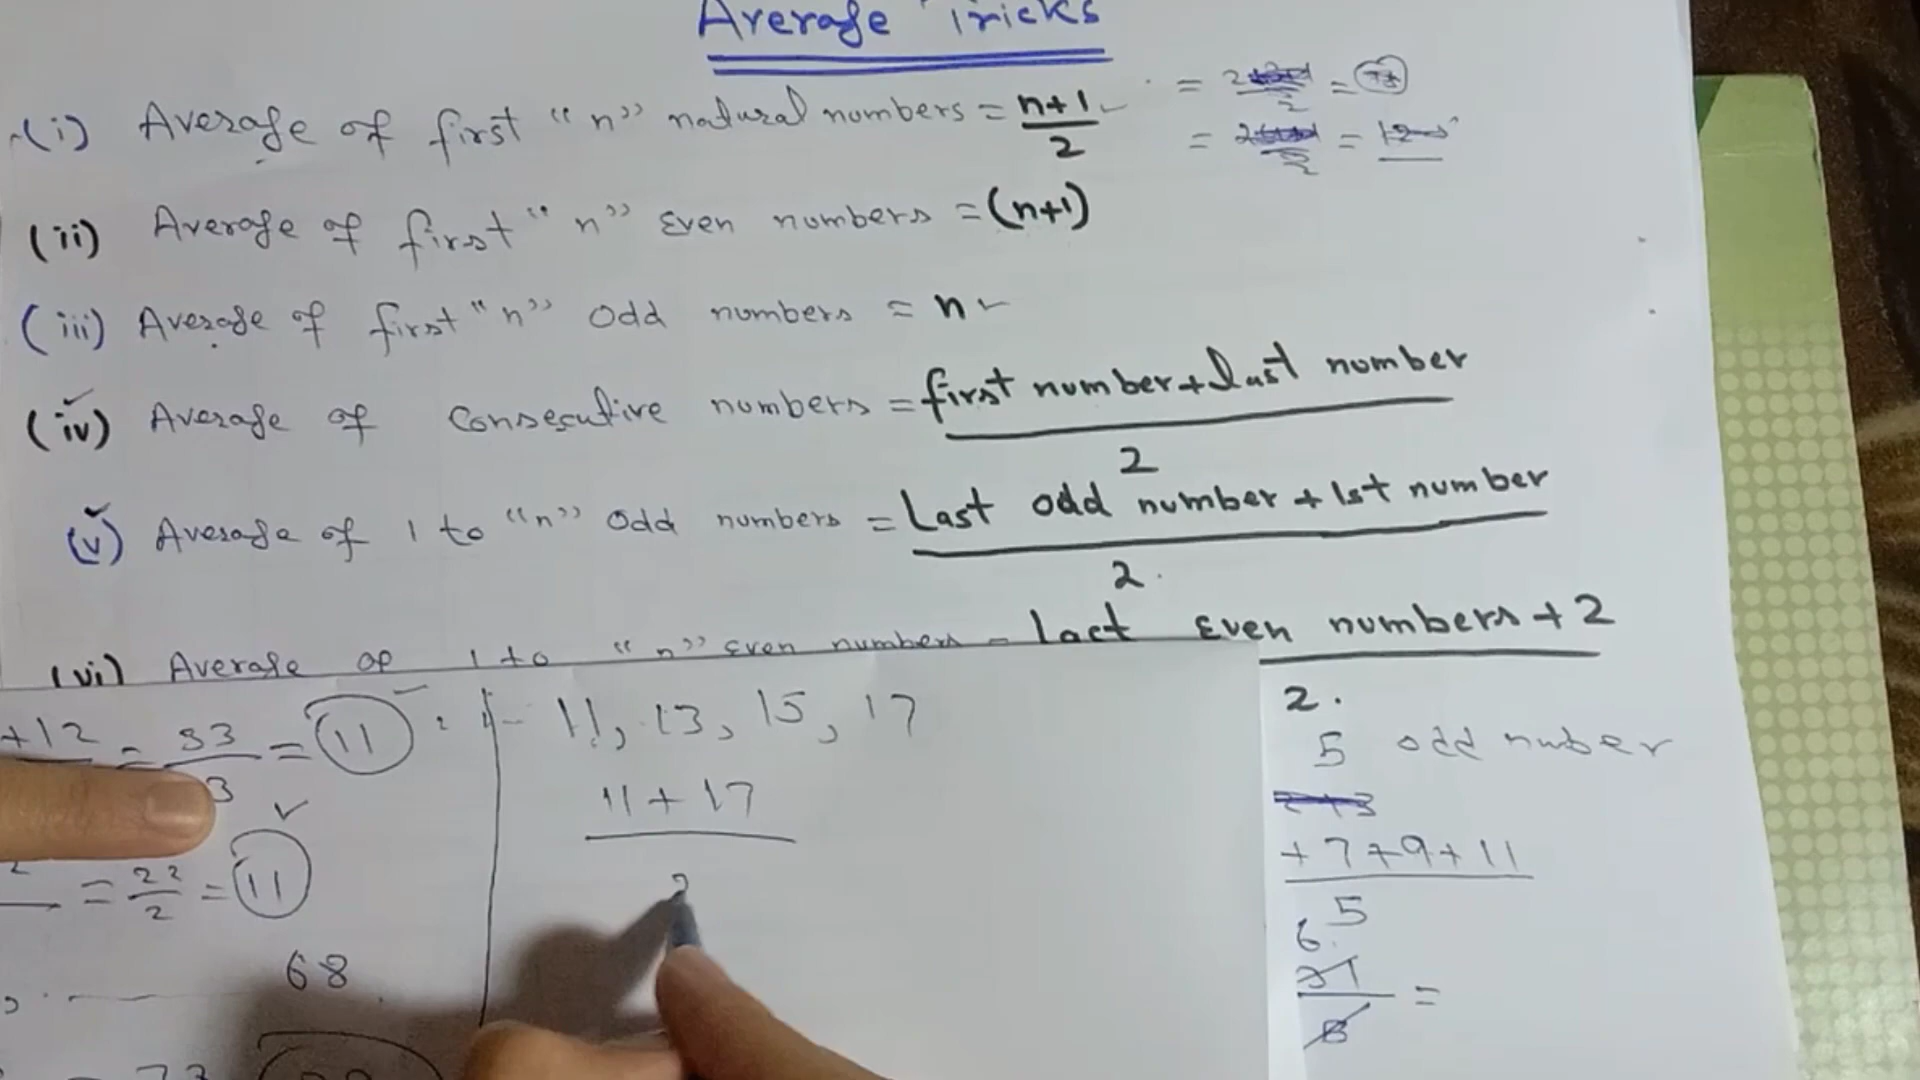 Average Tricks
(i) Average of first "n" natural numbers = n+1
2
(ii) Average of first "n" Even numbers = (n+1)
(iii) Average of first "n" Odd numbers = n
(iv) Average of Consecutive numbers = first number + last number
2
(v) Average of 1 to "n" Odd numbers = Last odd number + 1st number
2
(vi) Average of 1 to "n" Even numbers = last Even numbers + 2
2.
+12 = 33 = 11
3
= 22 = 11
2
68
11, 13, 15, 17
11 + 17
2
5 odd number
+ 7 + 9 + 11
5
6
=